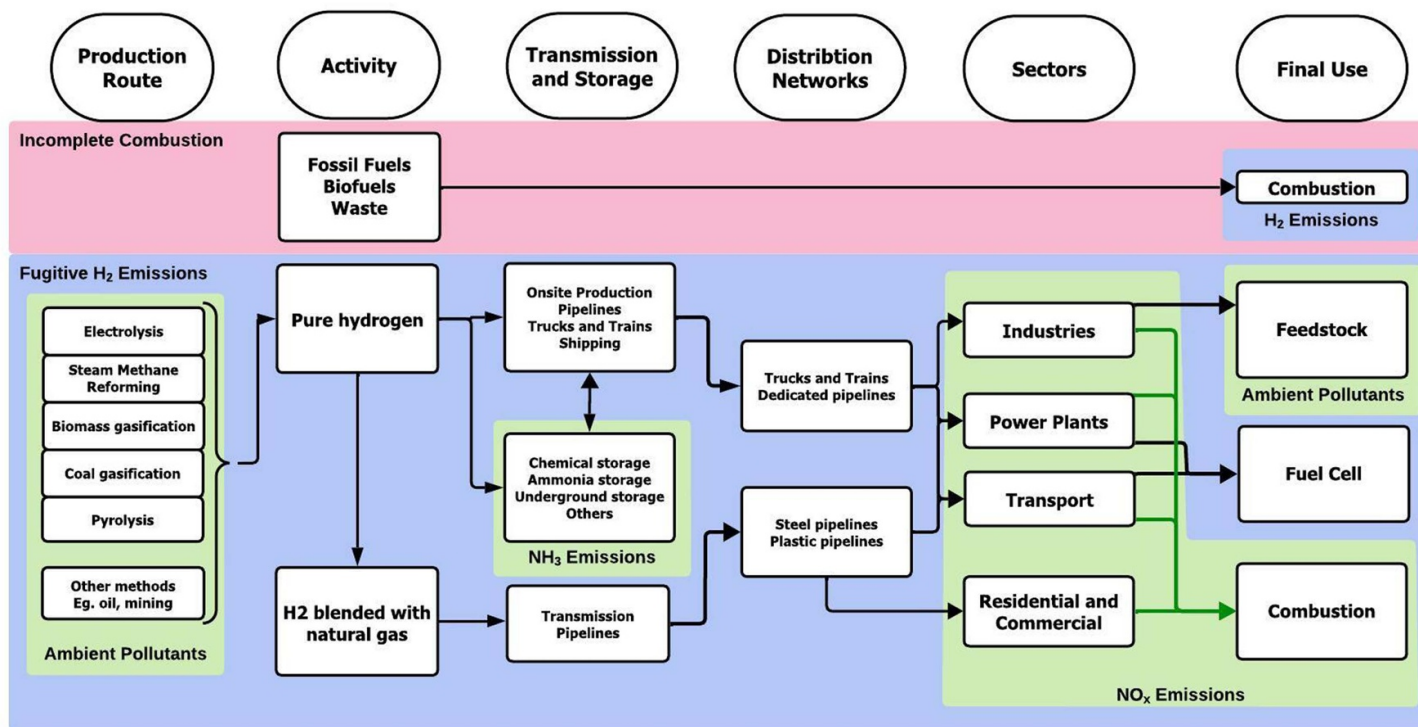 Production
Route
Activity
Transmission
and Storage
Distribtion
Networks
Sectors
Final Use
Incomplete Combustion
Fossil Fuels
Biofuels
Waste
Combustion
H₂ Emissions
Fugitive H₂ Emissions
Electrolysis
Steam Methane
Reforming
Biomass gasification
Coal gasification
Pyrolysis
Other methods
Eg. oil, mining
Ambient Pollutants
Pure hydrogen
H2 blended with
natural gas
Onsite Production
Pipelines
Trucks and Trains
Shipping
Chemical storage
Ammonia storage
Underground storage
Others
NH₃ Emissions
Transmission
Pipelines
Trucks and Trains
Dedicated pipelines
Steel pipelines
Plastic pipelines
Industries
Power Plants
Transport
Residential and
Commercial
Feedstock
Ambient Pollutants
Fuel Cell
Combustion
NOₓ Emissions